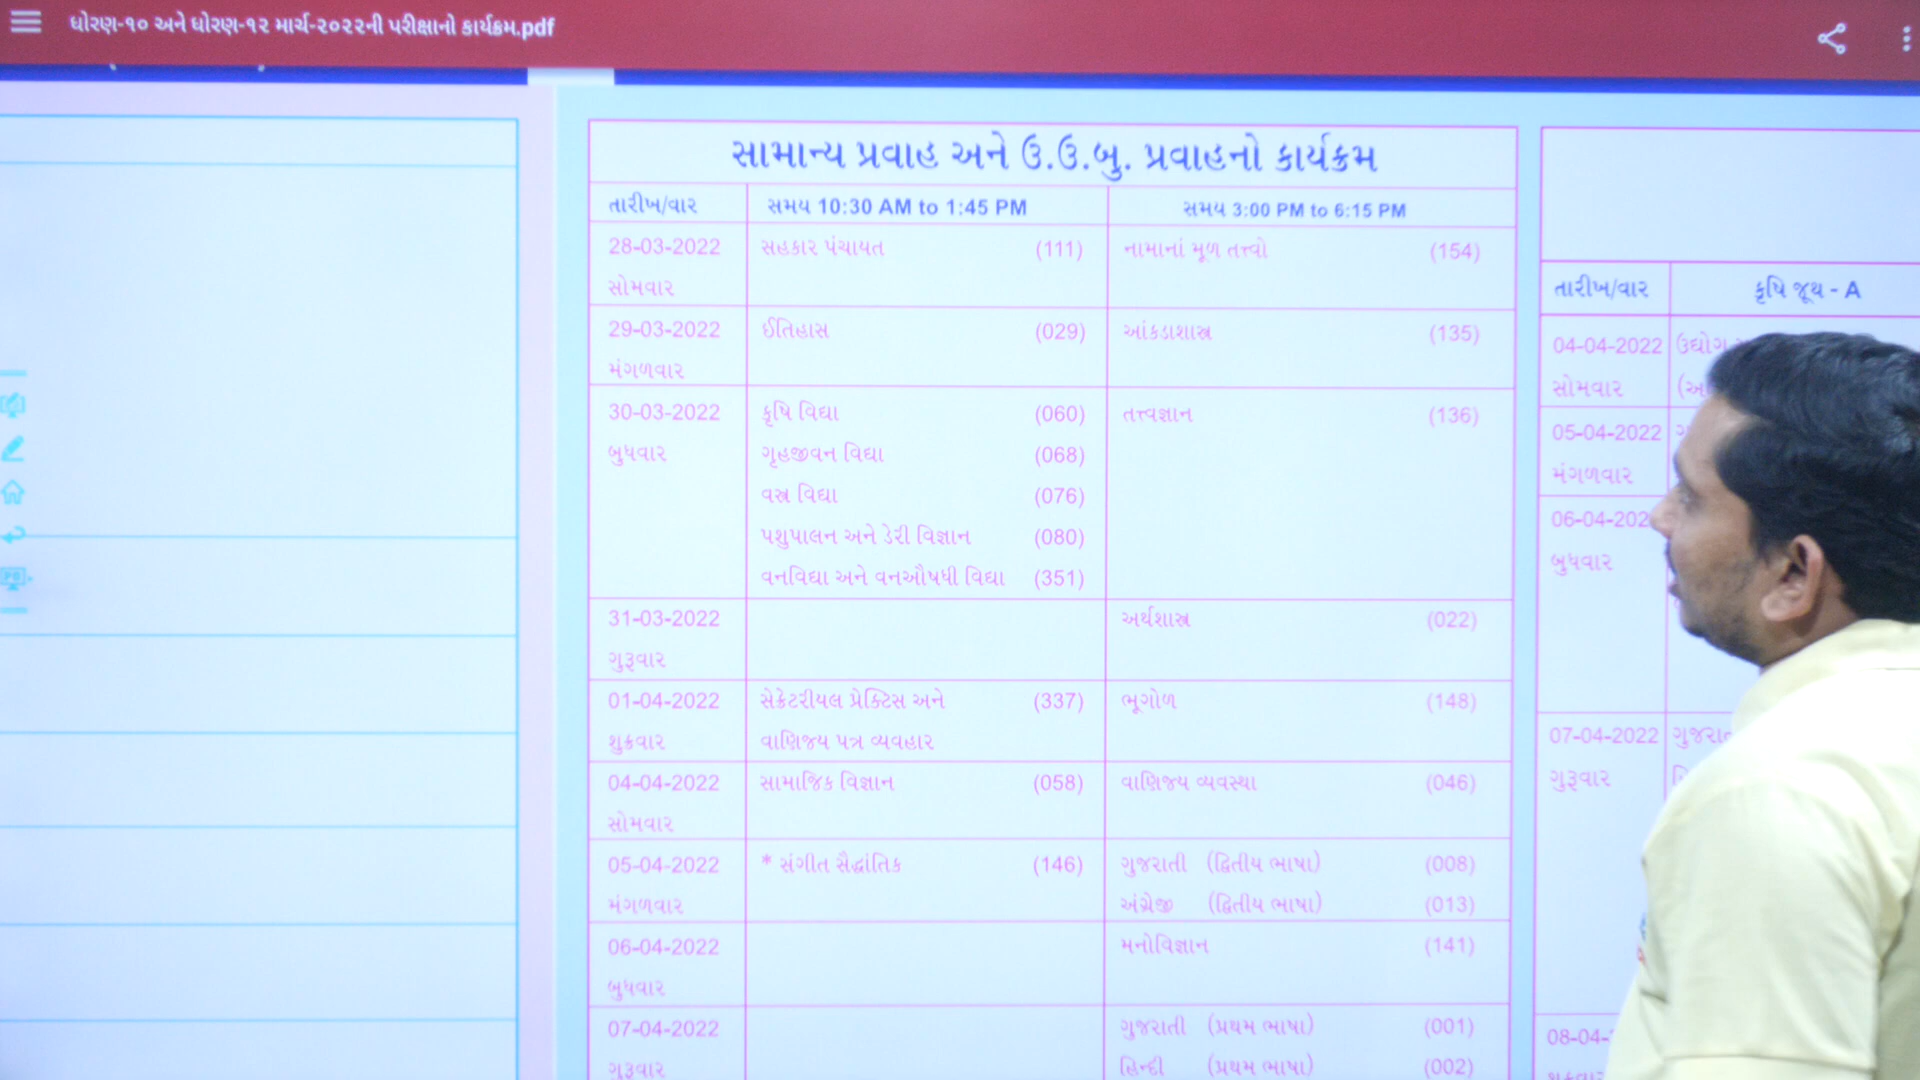 ધોરણ-૧૦ અને ધોરણ-૧૨ માર્ચ-૨૦૨૨ની પરીક્ષાનો કાર્યક્રમ.pdf
સામાન્ય પ્રવાહ અને ઉ.ઉ.બુ. પ્રવાહનો કાર્યક્રમ
તારીખ/વાર સમય 10:30 AM to 1:45 PM સમય 3:00 PM to 6:15 PM
28-03-2022 સહકાર પંચાયત (111) નામાનાં મૂળ તત્ત્વો (154)
સોમવાર
29-03-2022 ઈતિહાસ (029) આંકડાશાસ્ત્ર (135)
મંગળવાર
30-03-2022 કૃષિ વિદ્યા (060) તત્ત્વજ્ઞાન (136)
બુધવાર ગૃહજીવન વિદ્યા (068)
વસ્ત્ર વિદ્યા (076)
પશુપાલન અને ડેરી વિજ્ઞાન (080)
વનવિદ્યા અને વનઔષધી વિદ્યા (351)
31-03-2022 અર્થશાસ્ત્ર (022)
ગુરૂવાર
01-04-2022 સેક્રેટરીયલ પ્રેક્ટિસ અને (337) ભૂગોળ (148)
શુક્રવાર વાણિજ્ય પત્ર વ્યવહાર
04-04-2022 સામાજિક વિજ્ઞાન (058) વાણિજ્ય વ્યવસ્થા (046)
સોમવાર
05-04-2022 * સંગીત સૈદ્ધાંતિક (146) ગુજરાતી (દ્વિતીય ભાષા) (008)
મંગળવાર અંગ્રેજી (દ્વિતીય ભાષા) (013)
06-04-2022 મનોવિજ્ઞાન (141)
બુધવાર
07-04-2022 ગુજરાતી (પ્રથમ ભાષા) (001)
ગુરૂવાર હિન્દી (પ્રથમ ભાષા) (002)
તારીખ/વાર કૃષિ જૂથ - A
04-04-2022 ઉદ્યોગ
સોમવાર
05-04-2022
મંગળવાર
06-04-202
બુધવાર
07-04-2022
ગુરૂવાર
08-04-